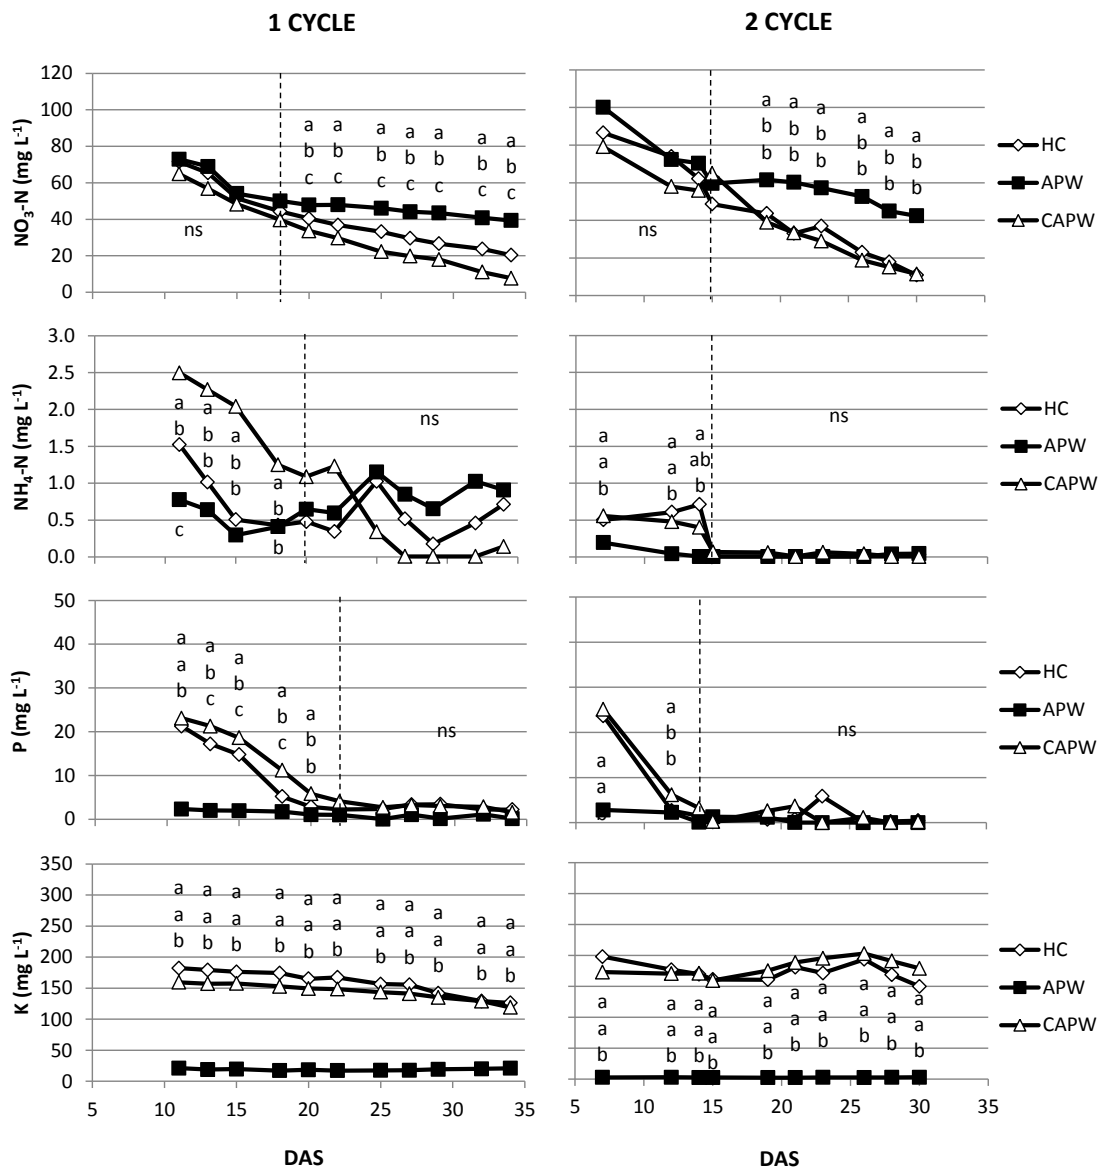 1 CYCLE
2 CYCLE
NO3-N (mg L-1)
120
100
80
60
40
20
0
ns
a a a a a a a
b b b b b b b
c c c c c c c
ns
a a a a a a
b b b b b b
b b b b b b
HC
APW
CAPW
NH4-N (mg L-1)
3.0
2.5
2.0
1.5
1.0
0.5
0.0
a a a a
b b b b
c b b b
ns
a a a
a a ab
b b b
ns
HC
APW
CAPW
P (mg L-1)
50
40
30
20
10
0
a a a a a
a b b b b
b c c c b
ns
a a
a b
b
ns
HC
APW
CAPW
K (mg L-1)
350
300
250
200
150
100
50
0
a a a a a a a a a a a
a a a a a a a a a a a
b b b b b b b b b b b
a a a a a a a a a a
a a a a a a a a a a
b b b b b b b b b b
HC
APW
CAPW
5 10 15 20 25 30 35
5 10 15 20 25 30 35
DAS
DAS